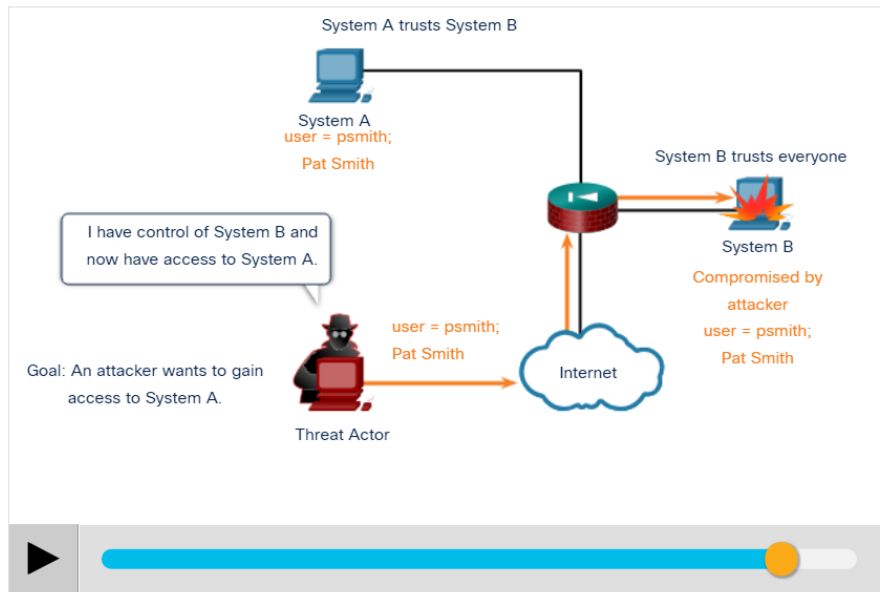 System A trusts System B
System A
user = psmith;
Pat Smith
System B trusts everyone
System B
Compromised by
attacker
user = psmith;
Pat Smith
I have control of System B and
now have access to System A.
user = psmith;
Pat Smith
Internet
Goal: An attacker wants to gain
access to System A.
Threat Actor